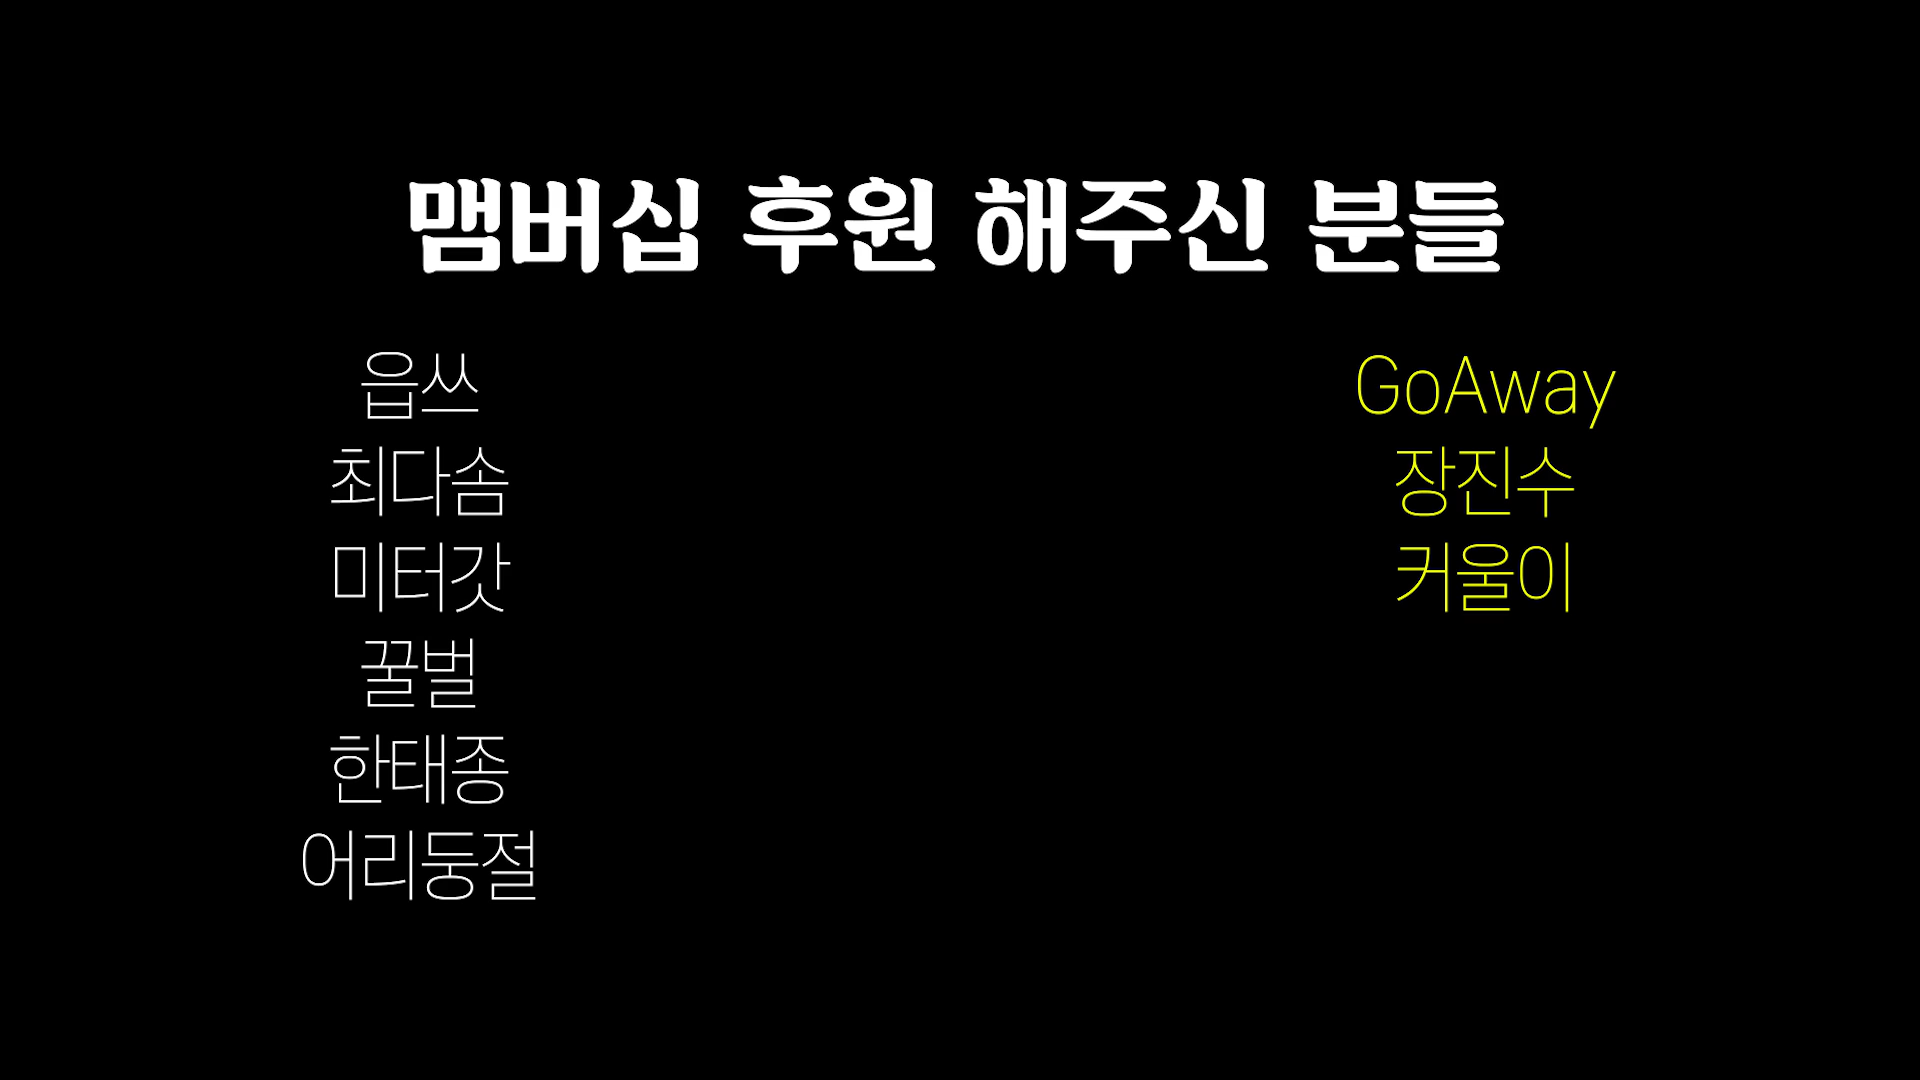 맴버십 후원 해주신 분들
읍쓰
최다솜
미터갓
꿀벌
한태종
어리둥절
GoAway
장진수
커울이